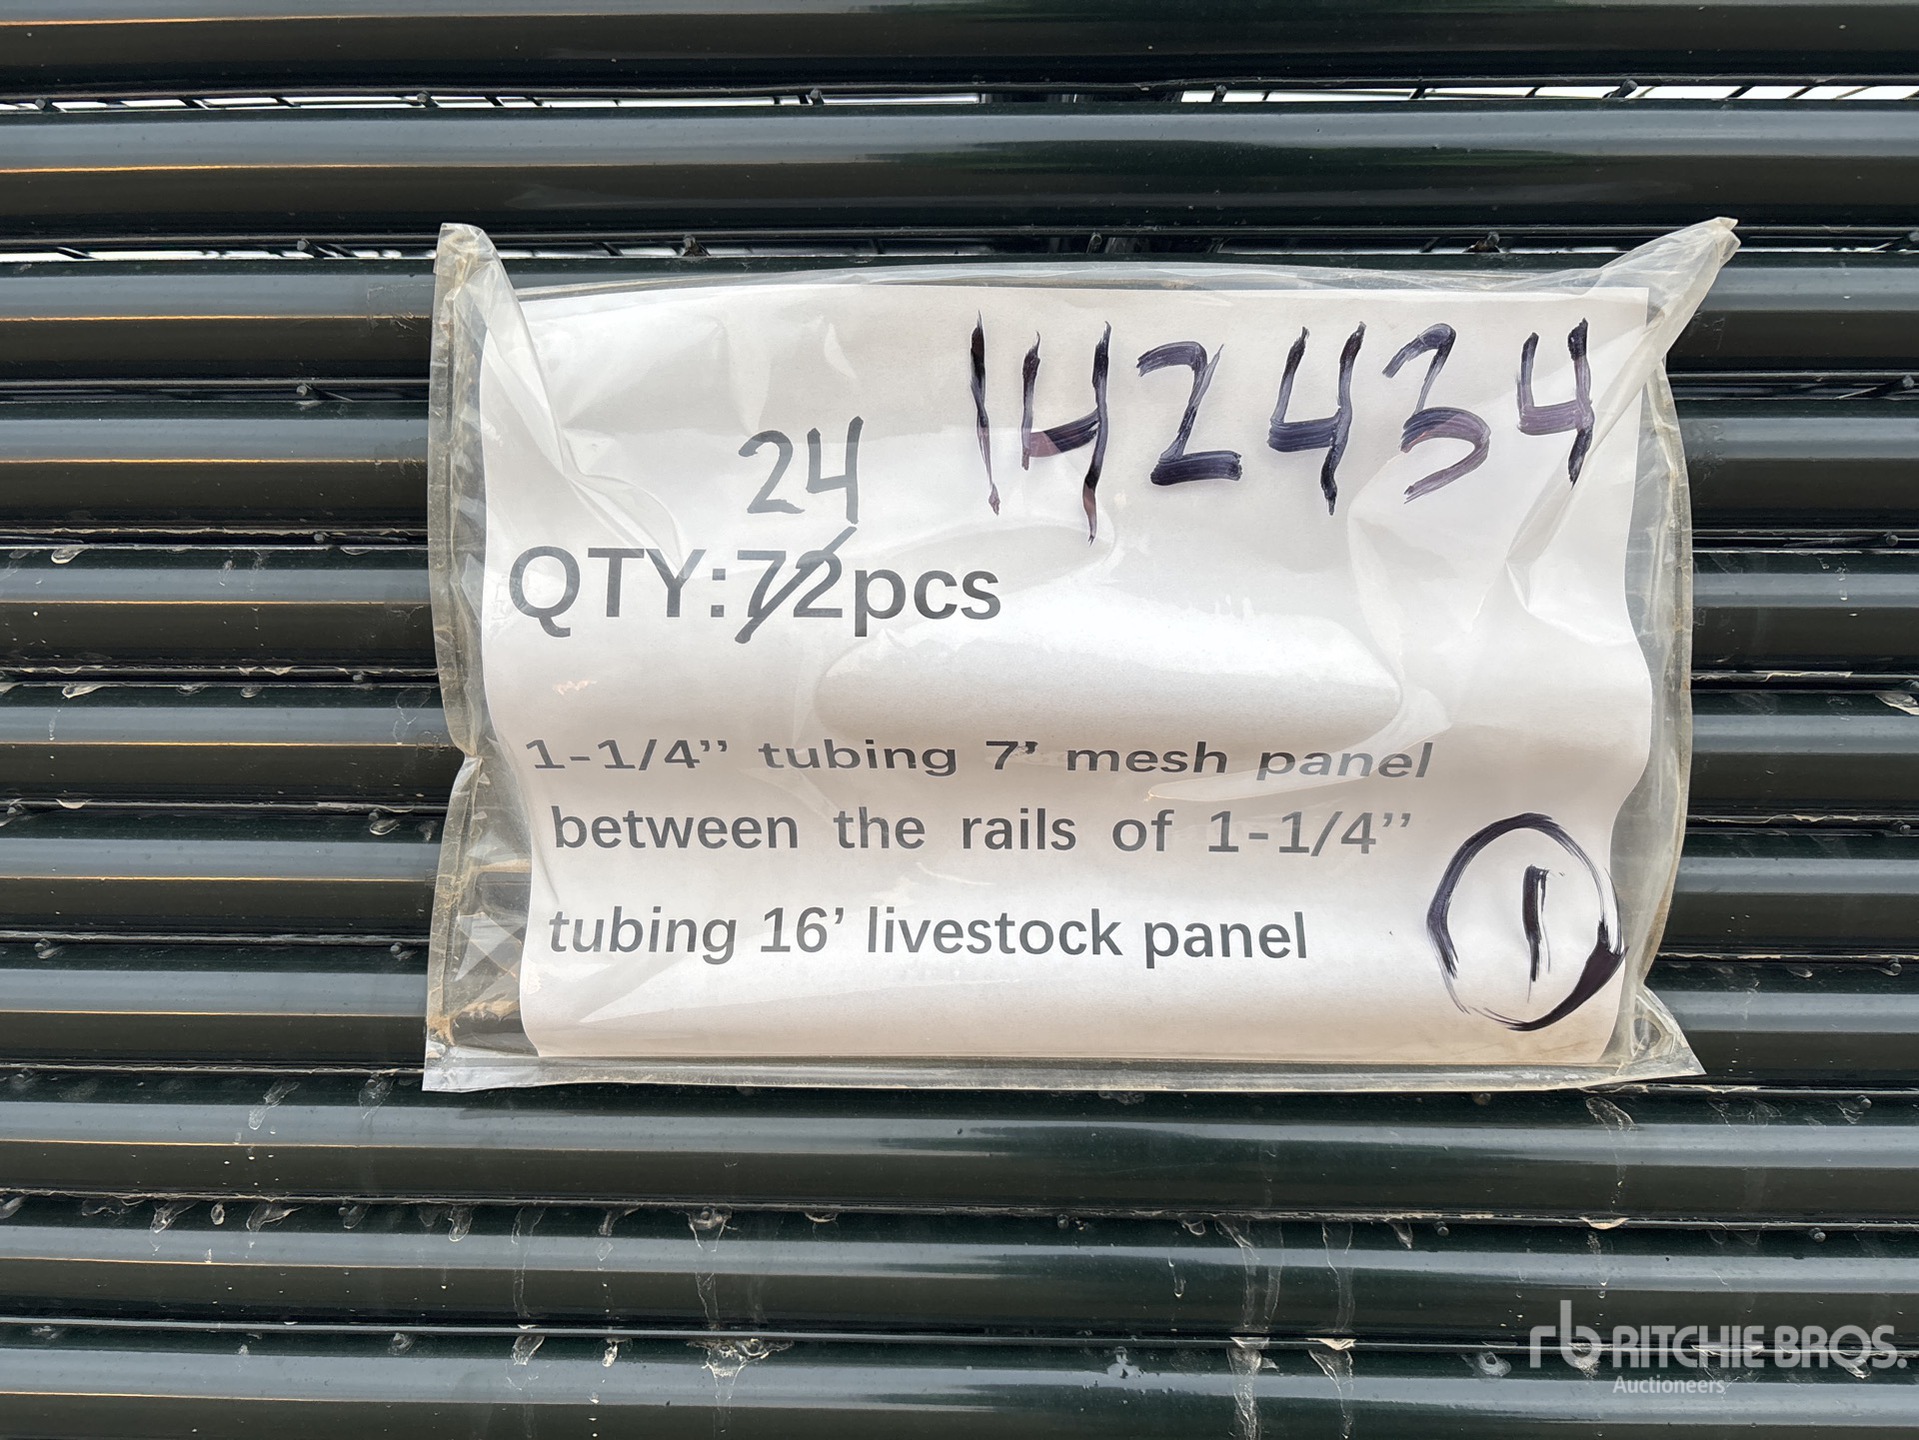 142434
24
QTY:72pcs
1-1/4’’ tubing 7’ mesh panel
between the rails of 1-1/4’’
tubing 16’ livestock panel
1
rb RITCHIE BROS.
Auctioneers